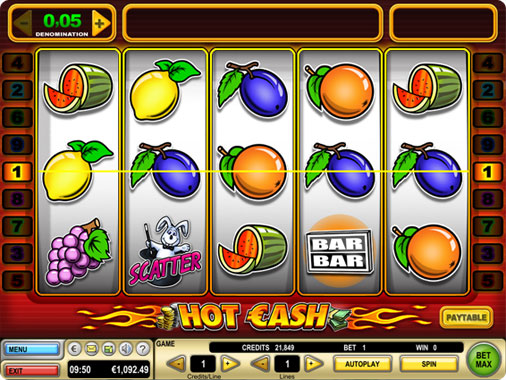 0,05
DENOMINATION
4 4
2 2
6 6
9 9
1 1
8 8
7 7
3 3
5 5
SCATTER
BAR
BAR
HOT CASH
PAYTABLE
MENU
€ ?
GAME
CREDITS 21,849
BET 1
WIN 0
EXIT
09:50
€1,092.49
1
Credits/Line
1
Lines
AUTOPLAY
SPIN
BET
MAX